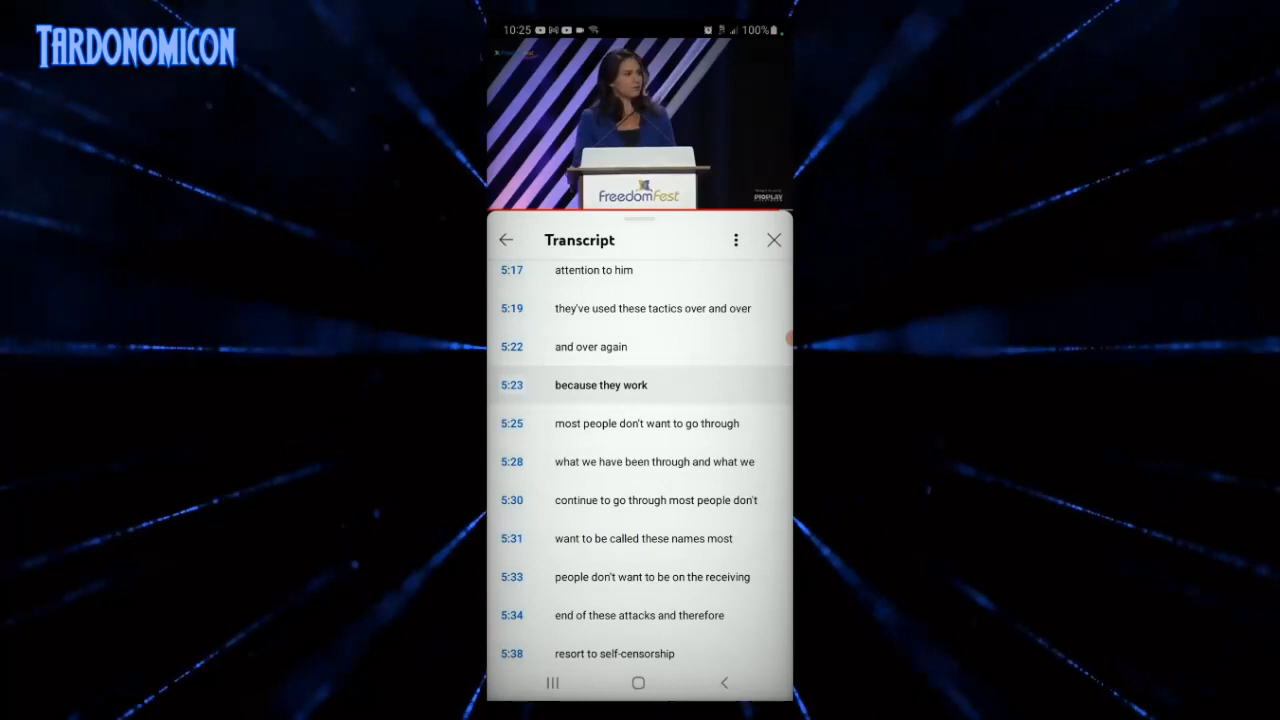 TARDONOMICON
10:25
100%
FreedomFest
Transcript
5:17 attention to him
5:19 they've used these tactics over and over
5:22 and over again
5:23 because they work
5:25 most people don't want to go through
5:28 what we have been through and what we
5:30 continue to go through most people don't
5:31 want to be called these names most
5:33 people don't want to be on the receiving
5:34 end of these attacks and therefore
5:38 resort to self-censorship